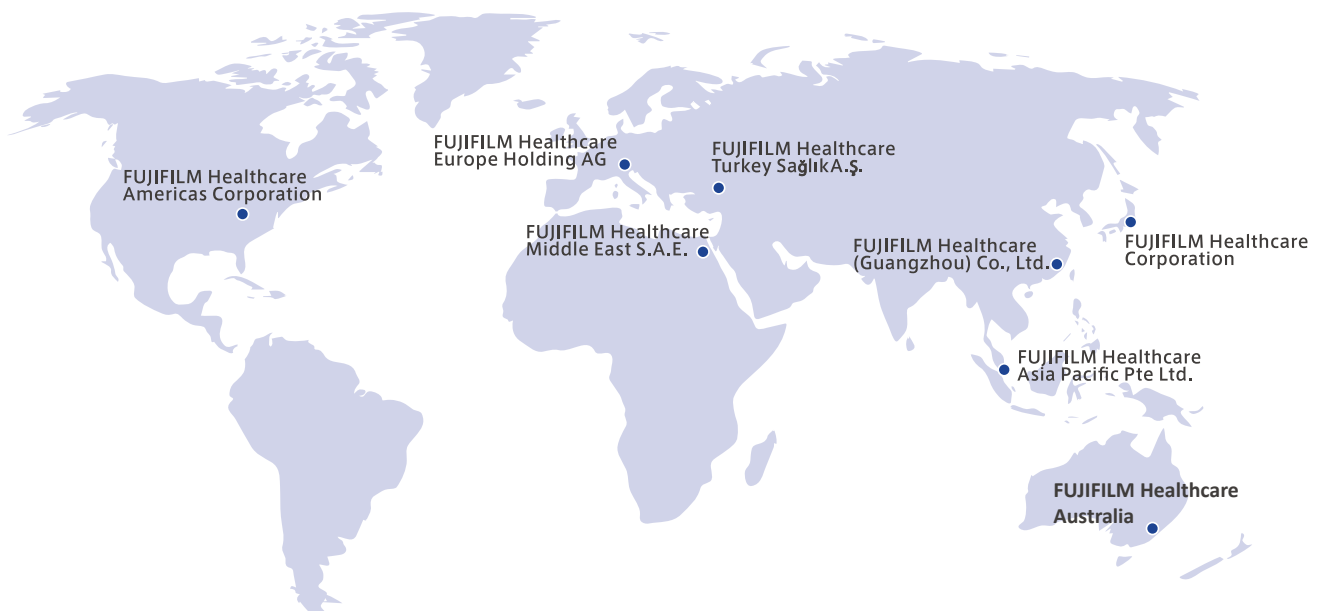 FUJIFILM Healthcare
Europe Holding AG
FUJIFILM Healthcare
Turkey SağlıkA.Ş.
FUJIFILM Healthcare
Americas Corporation
FUJIFILM Healthcare
Middle East S.A.E.
FUJIFILM Healthcare
(Guangzhou) Co., Ltd.
FUJIFILM Healthcare
Corporation
FUJIFILM Healthcare
Asia Pacific Pte Ltd.
FUJIFILM Healthcare
Australia